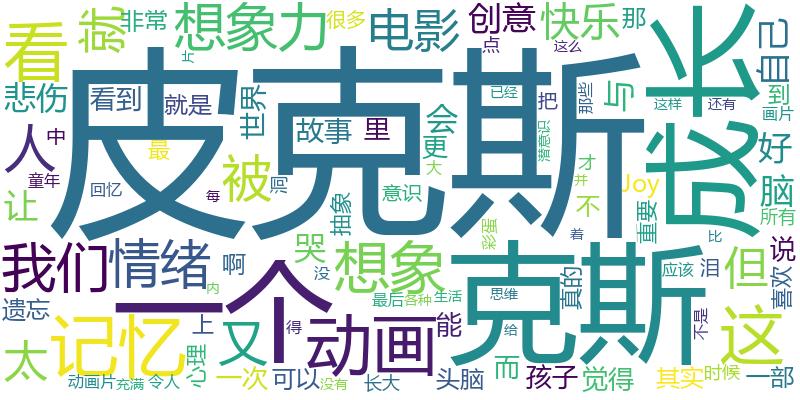 看
就
非常
想象力
很多
电影
创意
点
快乐
这么
那
自己
成长
皮克斯
悲伤
看到
就是
片
世界
故事
里
会
更
把
已经
潜意识
那些
与
这样
还有
到
画片
好
人
中
最
童年
回忆
让
太
被
每
洞
抽象
意识
大
彩蛋
才
并
不
着
Joy
重要
比
脑
所有
我们
情绪
啊
哭
没
想象
克斯
真的
应该
泪
但
说
喜欢
遗忘
记忆
一个
内
上
又
动画
最后
各种
生活
思维
得
能
给
不是
这
动画片
充满
令人
心理
一次
可以
没有
长大
头脑
而
孩子
觉得
其实
时候
一部